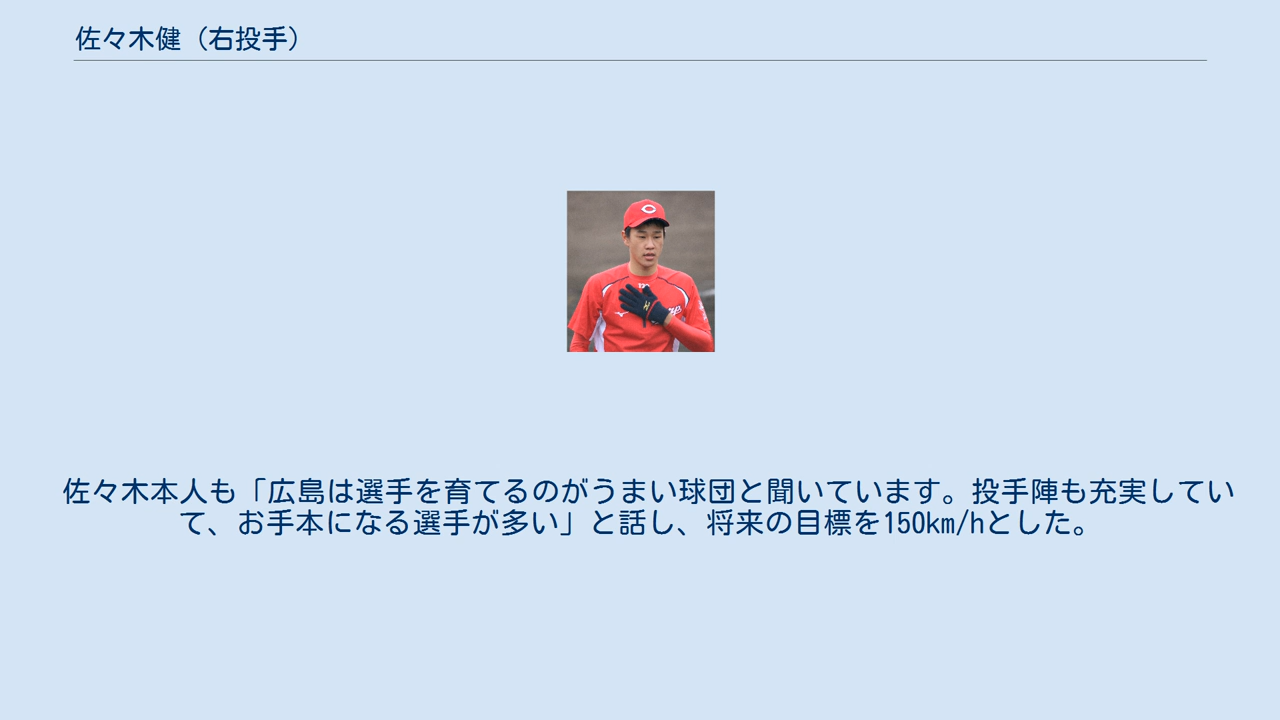 佐々木健（右投手）
佐々木本人も「広島は選手を育てるのがうまい球団と聞いています。投手陣も充実してい
て、お手本になる選手が多い」と話し、将来の目標を150km/hとした。